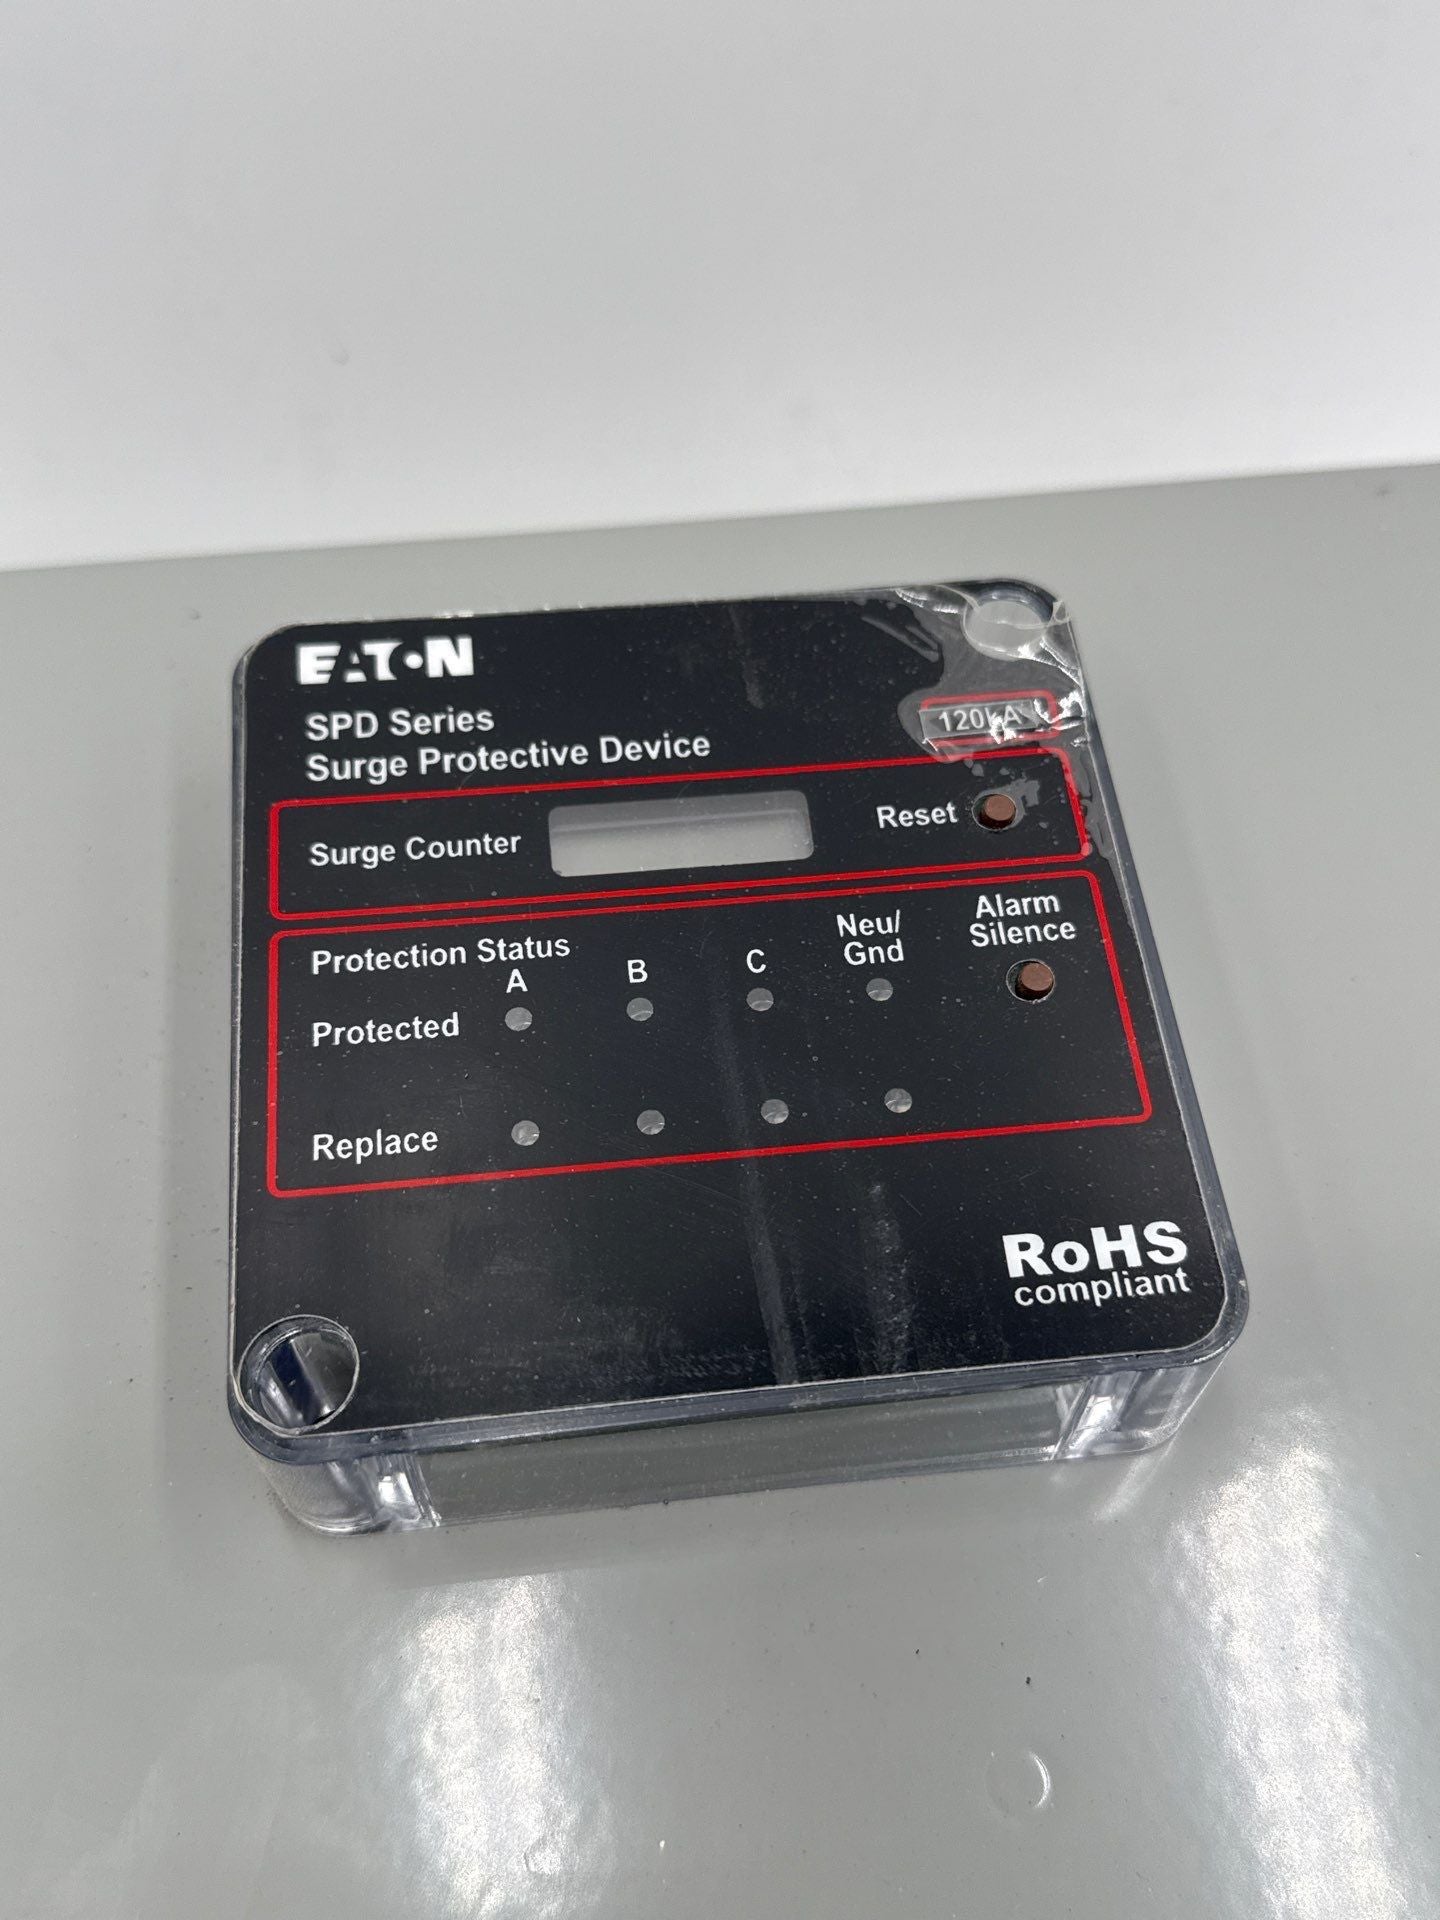 EATON
SPD Series
Surge Protective Device
120kA
Surge Counter
Reset
Protection Status
A
B
C
Neu/
Gnd
Alarm
Silence
Protected
Replace
RoHS
compliant